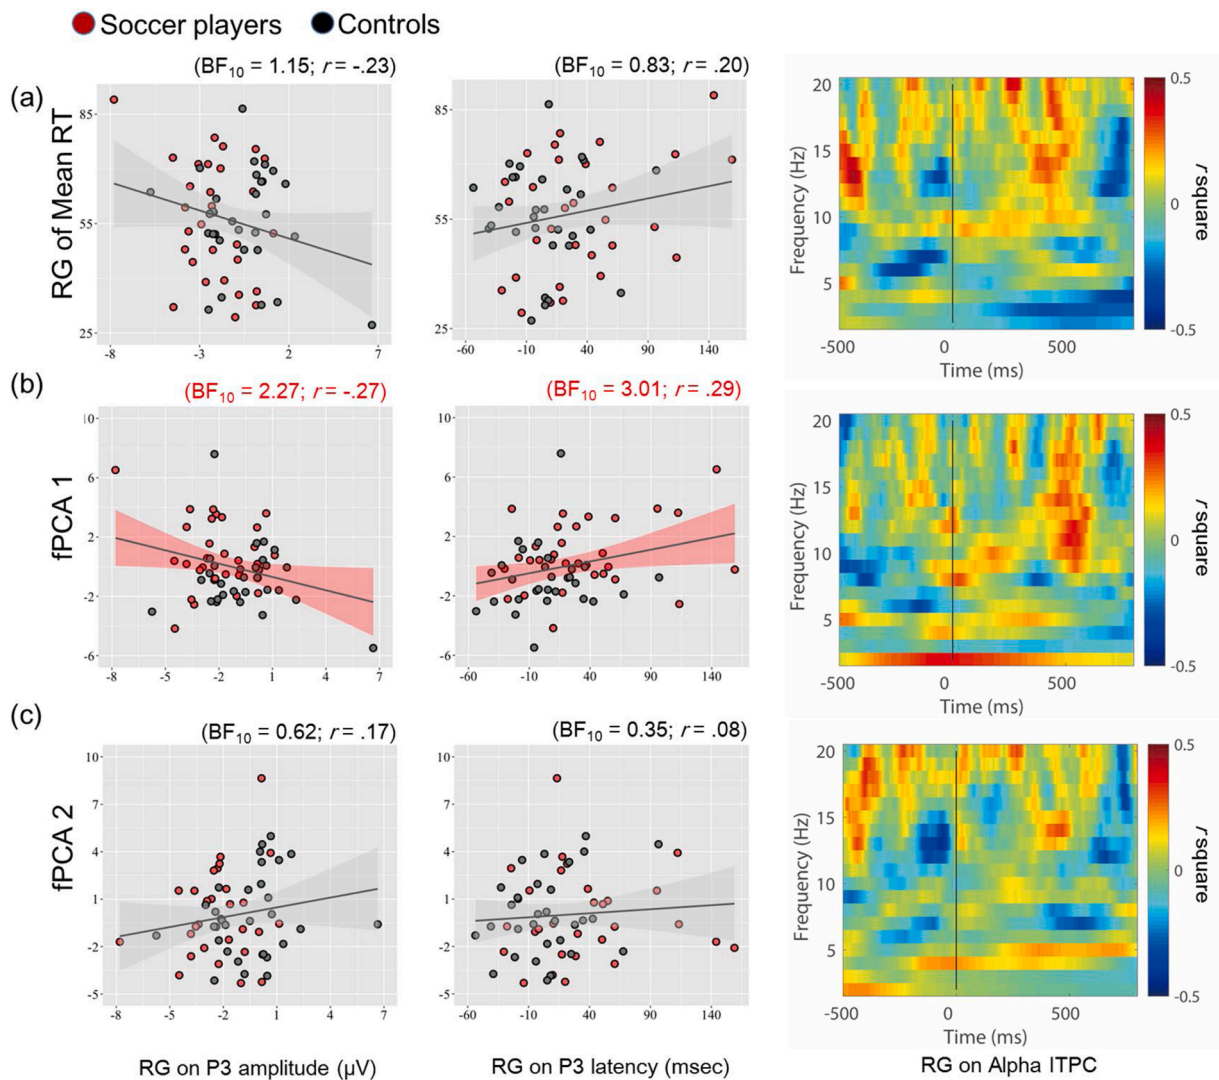 Soccer players Controls
(a)
(BF10 = 1.15; r = -.23)
(BF10 = 0.83; r = .20)
RG of Mean RT
85
55
25
-8 -3 2 7
85
55
25
-60 -10 40 90 140
Frequency (Hz)
20
15
10
5
-500 0 500
Time (ms)
0.5
r square
-0.5
(b)
(BF10 = 2.27; r = -.27)
(BF10 = 3.01; r = .29)
fPCA 1
10
6
2
-2
-6
-8 -3 2 7
10
6
2
-2
-6
-60 -10 40 90 140
Frequency (Hz)
20
15
10
5
-500 0 500
Time (ms)
0.5
r square
-0.5
(c)
(BF10 = 0.62; r = .17)
(BF10 = 0.35; r = .08)
fPCA 2
10
7
4
1
-2
-5
-8 -5 -2 1 4 7
10
7
4
1
-2
-5
-60 -10 40 90 140
Frequency (Hz)
20
15
10
5
-500 0 500
Time (ms)
0.5
r square
-0.5
RG on P3 amplitude (μV)
RG on P3 latency (msec)
RG on Alpha ITPC